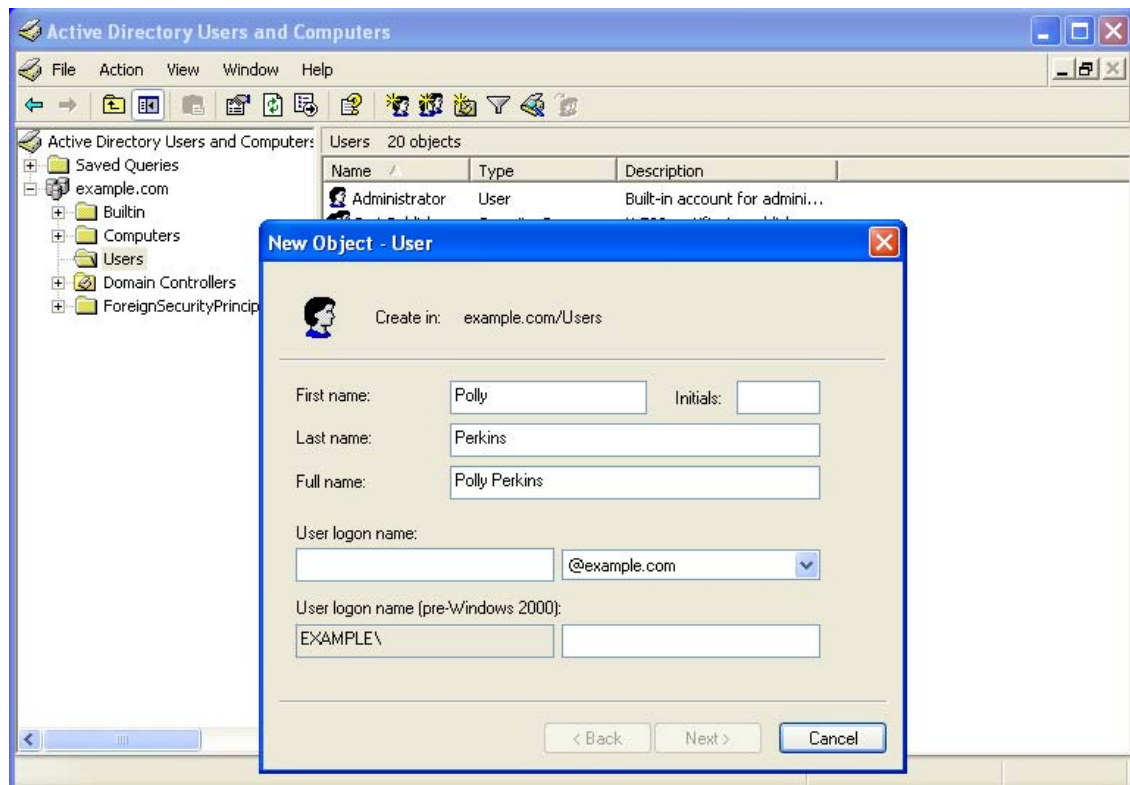 Active Directory Users and Computers
File Action View Window Help
Active Directory Users and Computer
Saved Queries
example.com
Builtin
Computers
Users
Domain Controllers
ForeignSecurityPrincip
Users 20 objects
Name Type Description
Administrator User Built-in account for admini...
New Object - User
Create in: example.com/Users
First name: Polly Initials:
Last name: Perkins
Full name: Polly Perkins
User logon name:
@example.com
User logon name (pre-Windows 2000):
EXAMPLE\
< Back Next > Cancel